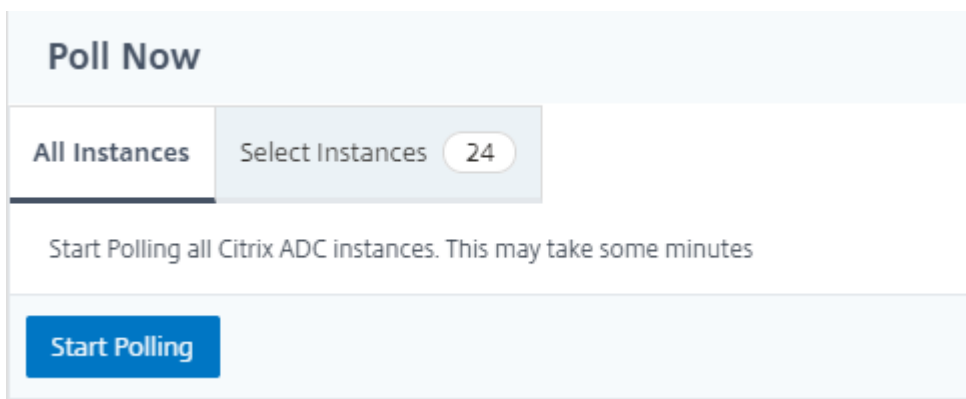 Poll Now
All Instances Select Instances 24
Start Polling all Citrix ADC instances. This may take some minutes
Start Polling